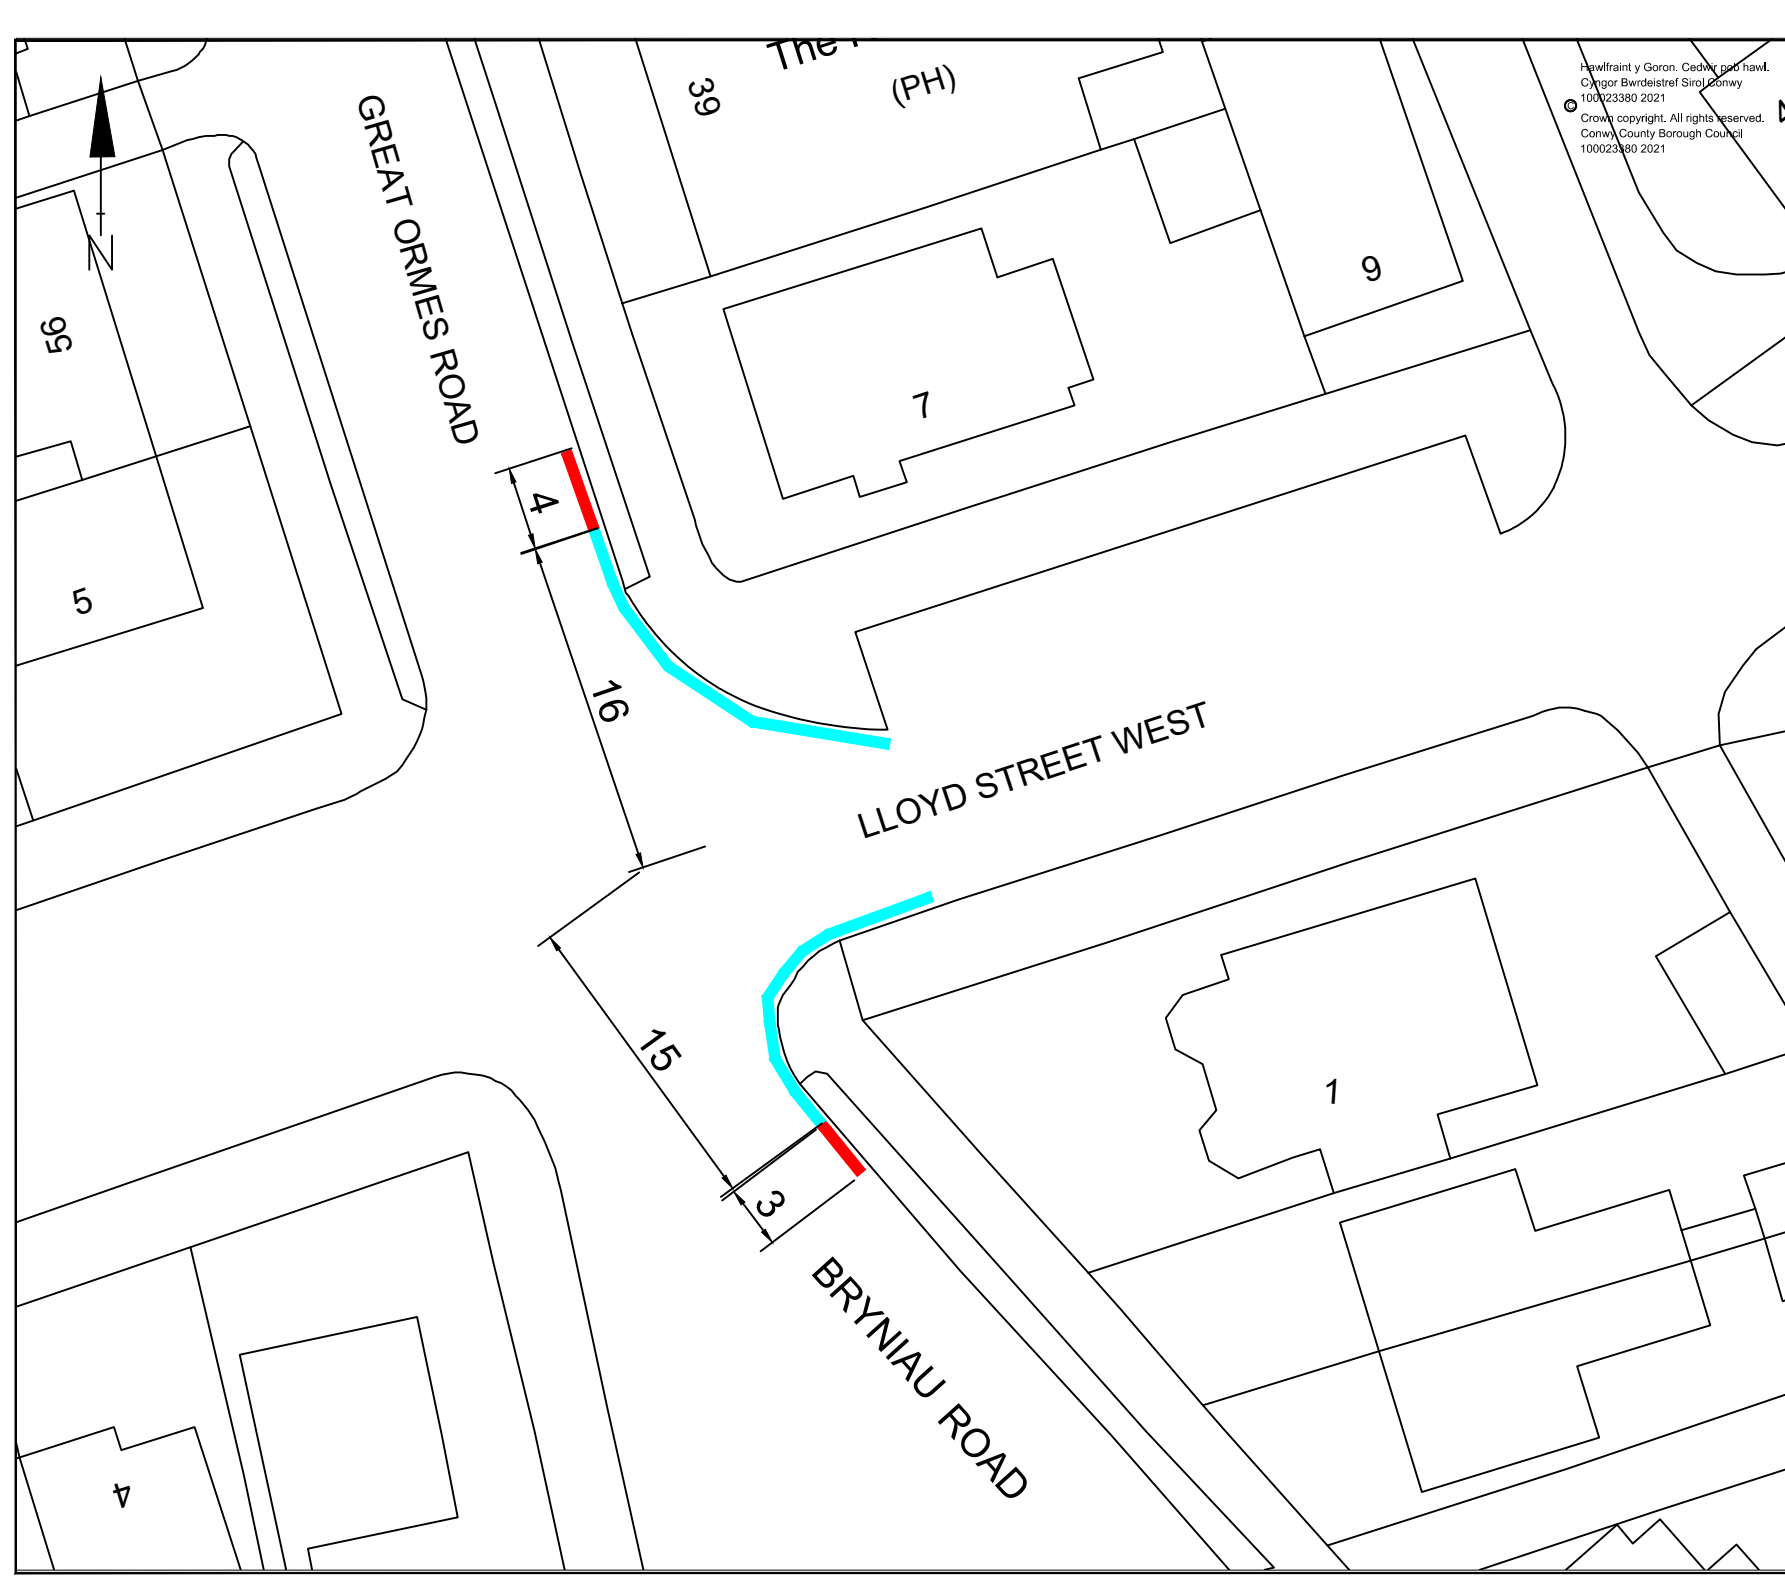 The
(PH)
39
Hawlfraint y Goron. Cedwir pob hawl.
Cyngor Bwrdeistref Sirol Conwy
100023380 2021
©
Crown copyright. All rights reserved.
Conwy County Borough Council
100023380 2021
N
GREAT ORMES ROAD
56
9
7
4
5
16
LLOYD STREET WEST
15
1
3
BRYNIAU ROAD
4